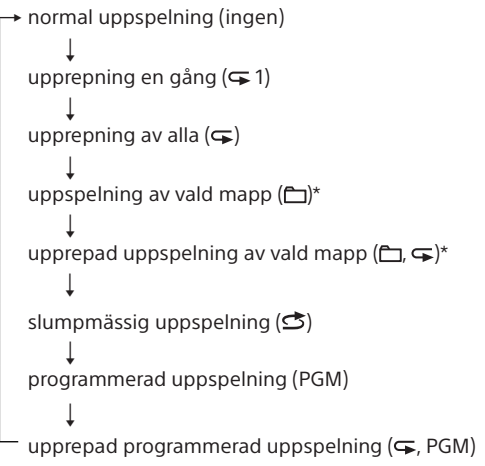 normal uppspelning (ingen)
upprepning en gång (1)
upprepning av alla ()
uppspelning av vald mapp ()*
upprepad uppspelning av vald mapp (, )*
slumpmässig uppspelning ()
programmerad uppspelning (PGM)
upprepad programmerad uppspelning (, PGM)